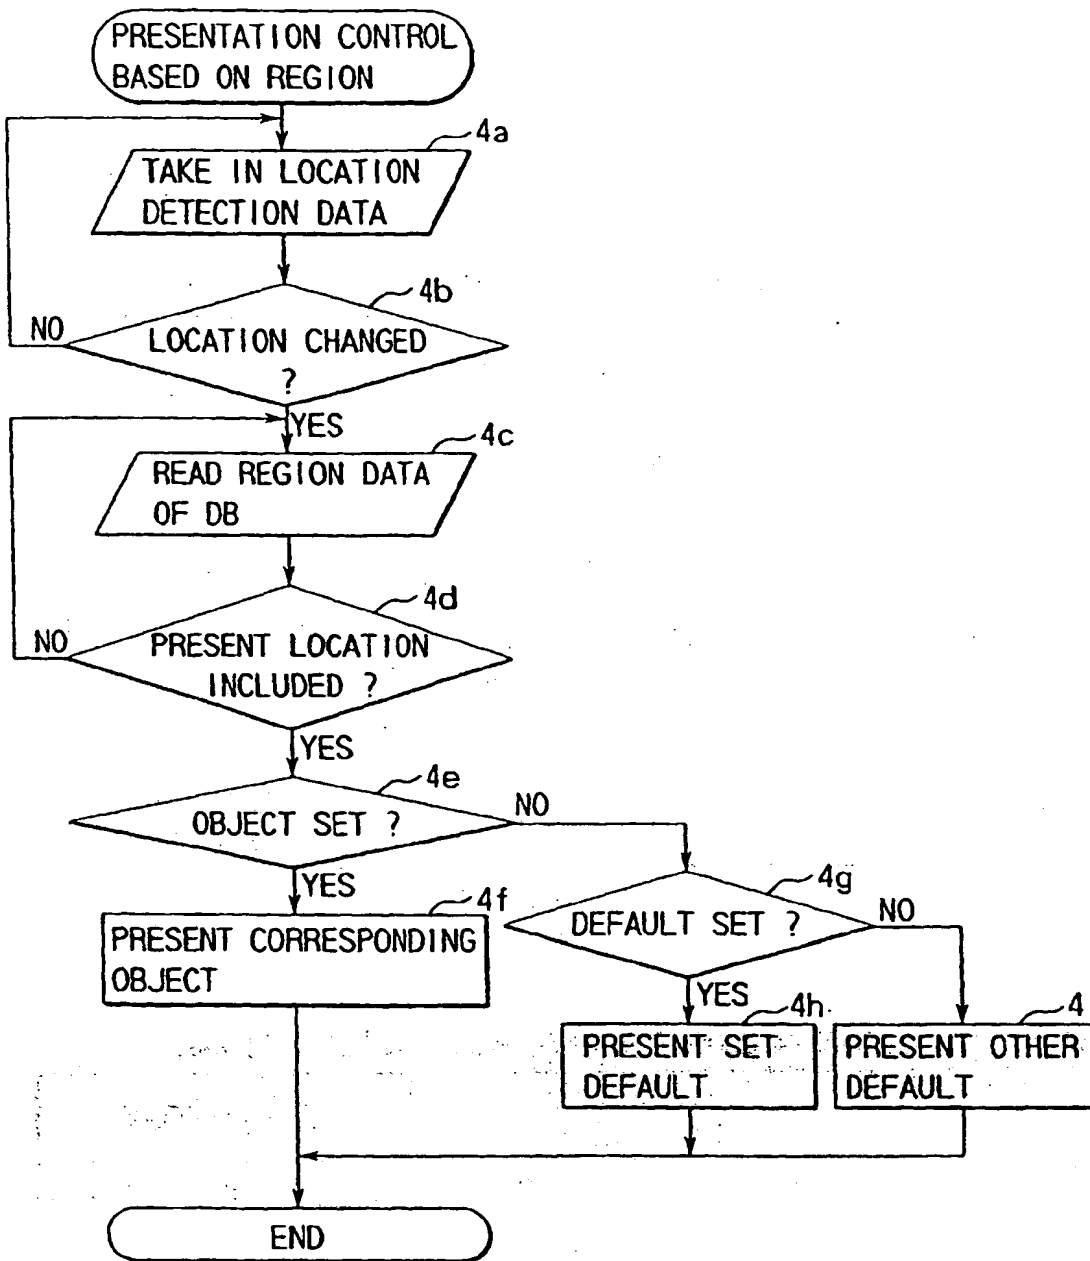 PRESENTATION CONTROL
BASED ON REGION
4a
TAKE IN LOCATION
DETECTION DATA
4b
NO
LOCATION CHANGED
?
YES
4c
READ REGION DATA
OF DB
4d
NO
PRESENT LOCATION
INCLUDED ?
YES
4e
OBJECT SET ?
NO
YES
4f
PRESENT CORRESPONDING
OBJECT
4g
DEFAULT SET ?
NO
YES
4h
PRESENT SET
DEFAULT
4
PRESENT OTHER
DEFAULT
END